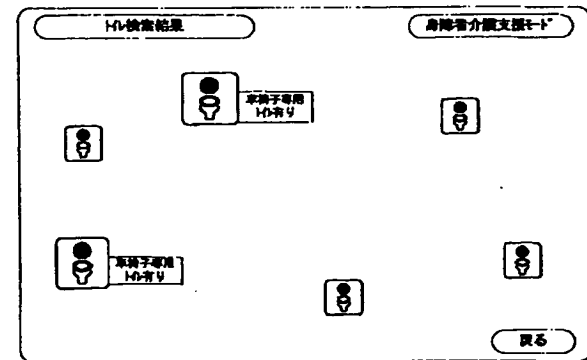 トイレ検索結果
身障者介護支援モード
車椅子専用
トイレ有り
車椅子専用
トイレ有り
戻る